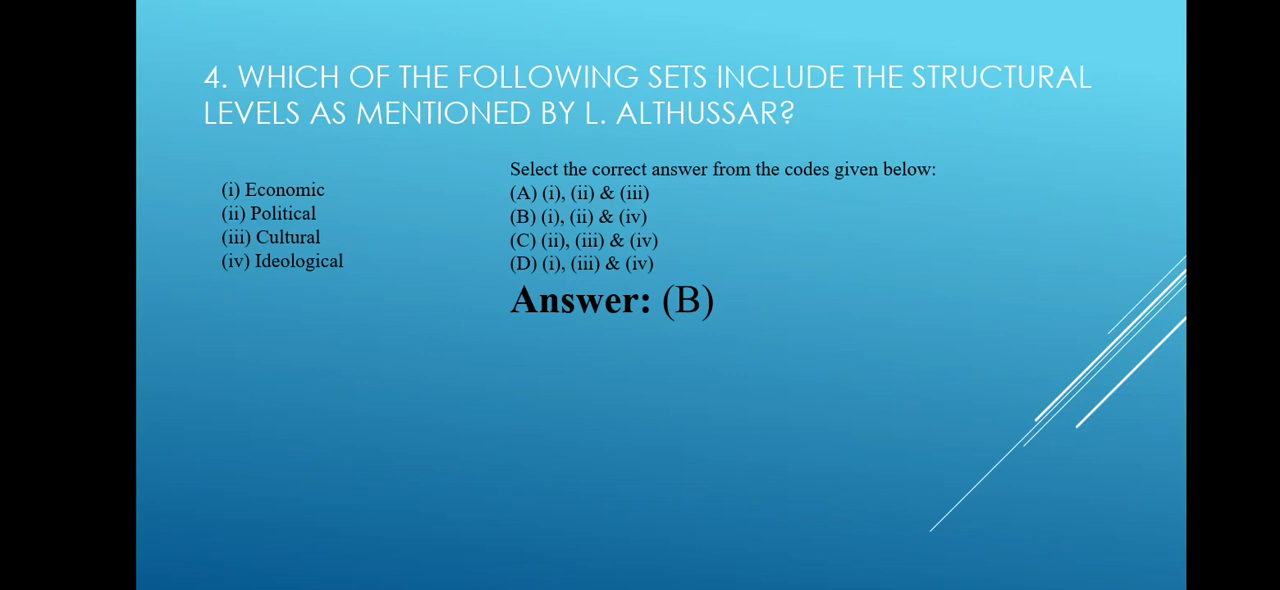 4. WHICH OF THE FOLLOWING SETS INCLUDE THE STRUCTURAL
LEVELS AS MENTIONED BY L. ALTHUSSAR?
(i) Economic
(ii) Political
(iii) Cultural
(iv) Ideological
Select the correct answer from the codes given below:
(A) (i), (ii) & (iii)
(B) (i), (ii) & (iv)
(C) (ii), (iii) & (iv)
(D) (i), (iii) & (iv)
Answer: (B)